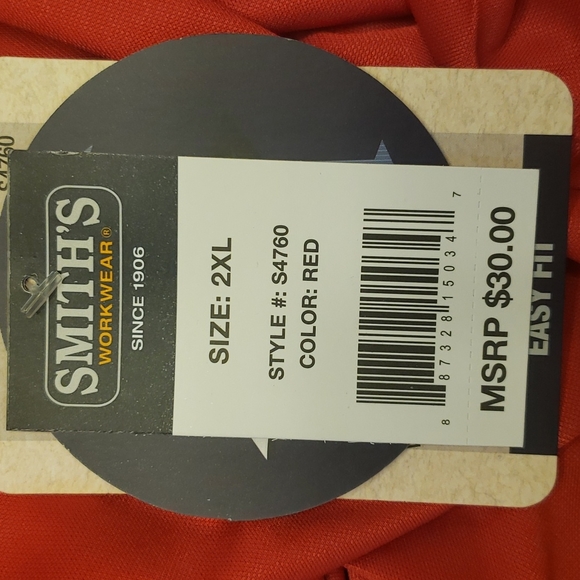 S4760
SMITH'S
WORKWEAR®
SINCE 1906
SIZE: 2XL
STYLE #: S4760
COLOR: RED
8 87328 15034 7
MSRP $30.00
EASY FIT